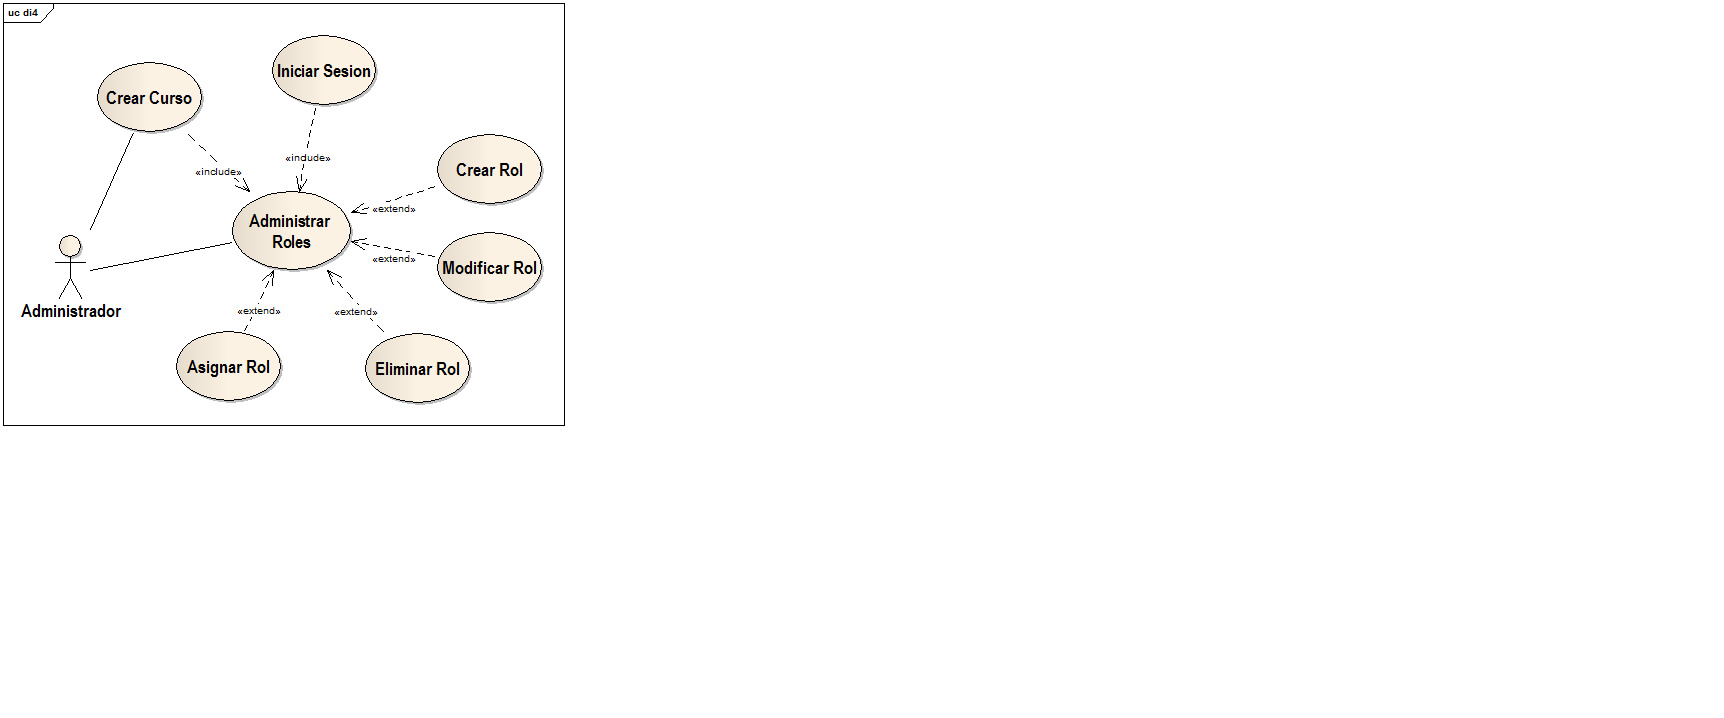 uc di4
Iniciar Sesion
Crear Curso
«include»
«include»
Crear Rol
«extend»
Administrar
Roles
«extend»
Modificar Rol
Administrador
«extend»
«extend»
Asignar Rol
Eliminar Rol